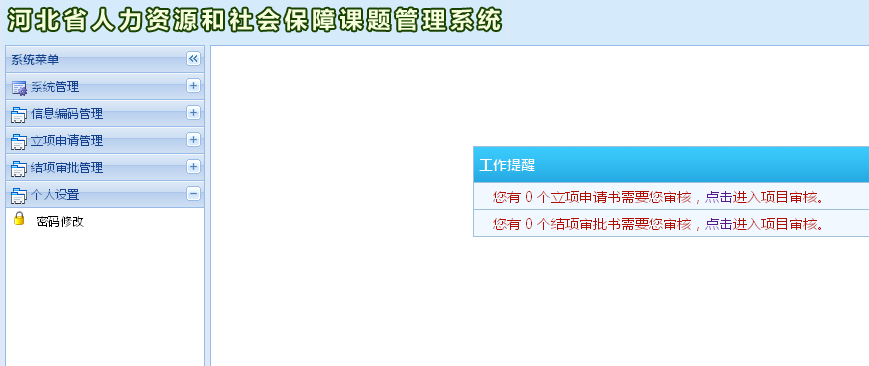 河北省人力资源和社会保障课题管理系统
系统菜单
系统管理
信息编码管理
立项申请管理
结项审批管理
个人设置
密码修改
工作提醒
您有 0 个立项申请书需要您审核，点击进入项目审核。
您有 0 个结项审批书需要您审核，点击进入项目审核。